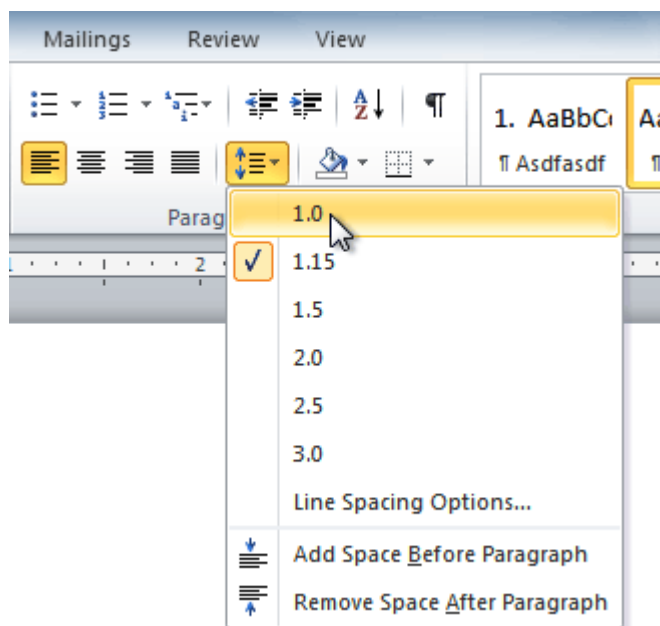 Mailings Review View
1. AaBbC
¶ Asdfasdf ¶
Parag
2
1.0
1.15
1.5
2.0
2.5
3.0
Line Spacing Options...
Add Space Before Paragraph
Remove Space After Paragraph